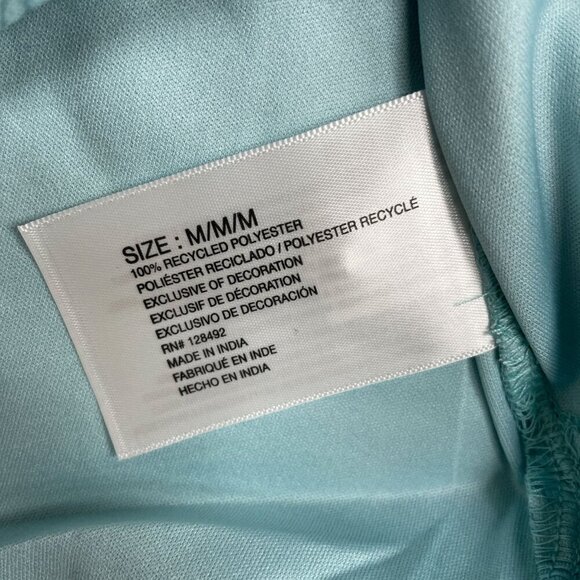 SIZE : M/M/M
100% RECYCLED POLYESTER
POLIÉSTER RECICLADO / POLYESTER RECYCLÉ
EXCLUSIVE OF DECORATION
EXCLUSIF DE DÉCORATION
EXCLUSIVO DE DECORACIÓN
RN# 128492
MADE IN INDIA
FABRIQUÉ EN INDE
HECHO EN INDIA